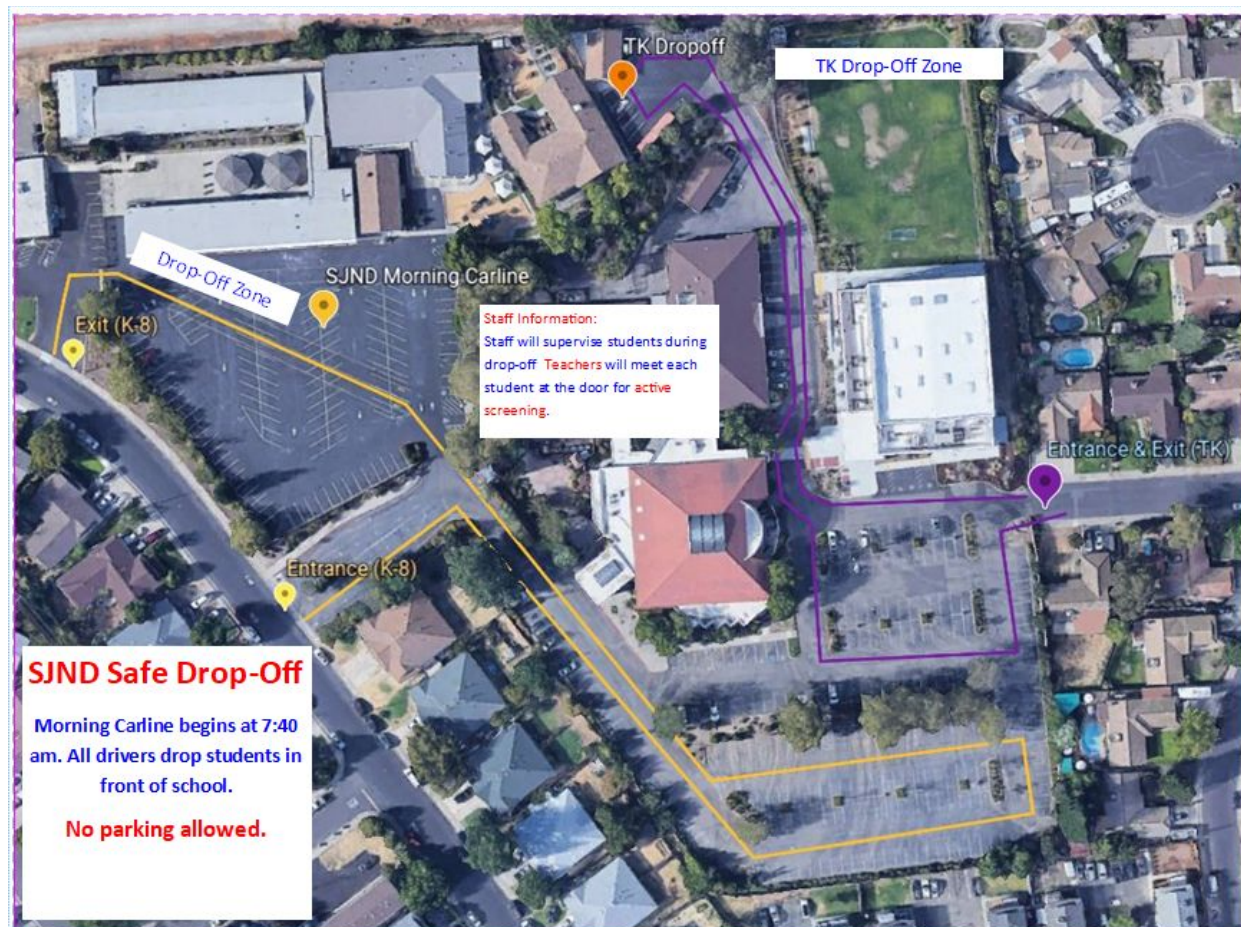 TK Dropoff
TK Drop-Off Zone
Drop-Off Zone
SJND Morning Carline
Exit (K-8)
Staff Information:
Staff will supervise students during
drop-off  Teachers will meet each
student at the door for active
screening.
Entrance & Exit (TK)
Entrance (K-8)
SJND Safe Drop-Off
Morning Carline begins at 7:40
am. All drivers drop students in
front of school.
No parking allowed.